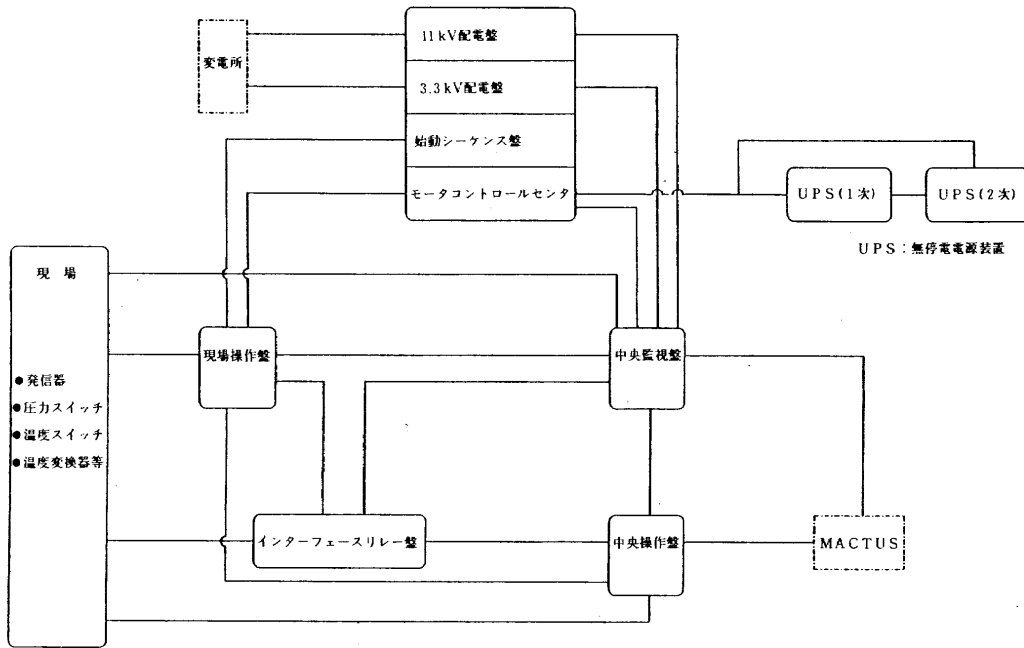 変電所
11kV配電盤
3.3kV配電盤
始動シーケンス盤
モータコントロールセンタ
UPS(1次)
UPS(2次)
UPS：無停電電源装置
現場
●発信器
●圧力スイッチ
●温度スイッチ
●温度変換器等
現場操作盤
中央監視盤
インターフェースリレー盤
中央操作盤
MACTUS